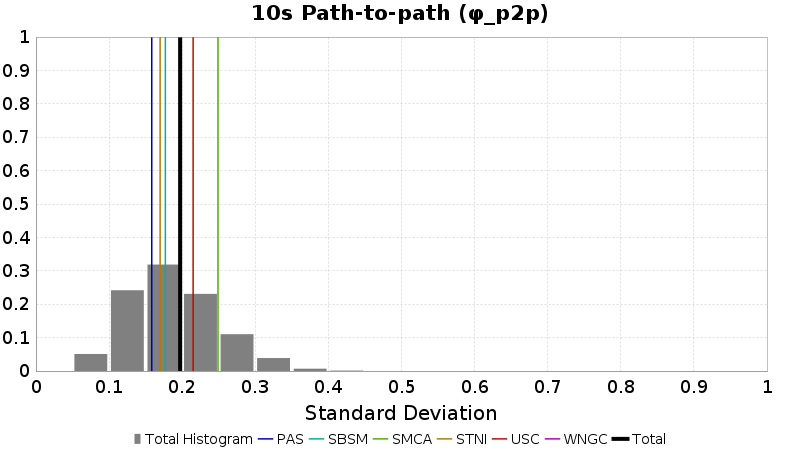 10s Path-to-path (φ_p2p)
1
0.9
0.8
0.7
0.6
0.5
0.4
0.3
0.2
0.1
0
0 0.1 0.2 0.3 0.4 0.5 0.6 0.7 0.8 0.9 1
Standard Deviation
Total Histogram PAS SBSM SMCA STNI USC WNGC Total